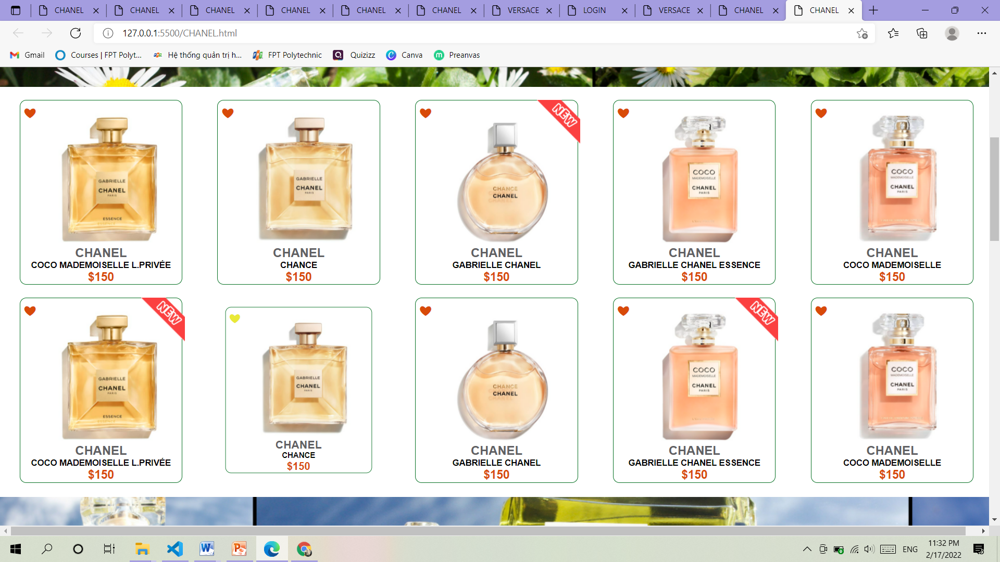 CHANEL CHANEL CHANEL CHANEL CHANEL CHANEL VERSACE LOGIN VERSACE CHANEL CHANEL
127.0.0.1:5500/CHANEL.html
Gmail Courses | FPT Polyt... Hệ thống quản trị h... FPT Polytechnic Quizizz Canva Preanvas
NEW
GABRIELLE
CHANEL
PARIS
ESSENCE
GABRIELLE
CHANEL
PARIS
CHANCE
CHANEL
COCO
MADEMOISELLE
CHANEL
PARIS
COCO
MADEMOISELLE
CHANEL
PARIS
CHANEL CHANEL CHANEL CHANEL CHANEL
COCO MADEMOISELLE L.PRIVÉE CHANCE GABRIELLE CHANEL GABRIELLE CHANEL ESSENCE COCO MADEMOISELLE
$150 $150 $150 $150 $150
NEW NEW
GABRIELLE
CHANEL
PARIS
ESSENCE
GABRIELLE
CHANEL
PARIS
CHANCE
CHANEL
COCO
MADEMOISELLE
CHANEL
PARIS
COCO
MADEMOISELLE
CHANEL
PARIS
CHANEL CHANEL CHANEL CHANEL CHANEL
COCO MADEMOISELLE L.PRIVÉE CHANCE GABRIELLE CHANEL GABRIELLE CHANEL ESSENCE COCO MADEMOISELLE
$150 $150 $150 $150 $150
ENG
11:32 PM
2/17/2022